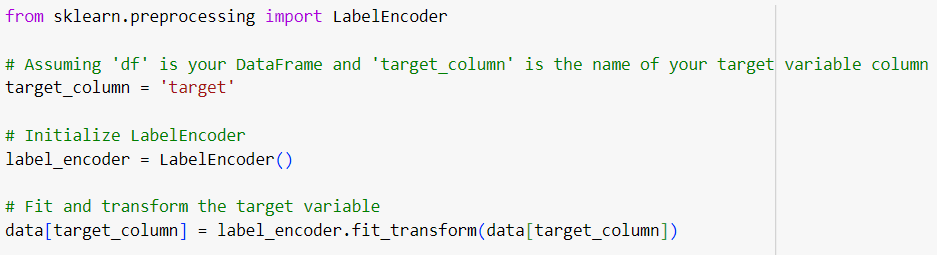 from sklearn.preprocessing import LabelEncoder
# Assuming 'df' is your DataFrame and 'target_column' is the name of your target variable column
target_column = 'target'
# Initialize LabelEncoder
label_encoder = LabelEncoder()
# Fit and transform the target variable
data[target_column] = label_encoder.fit_transform(data[target_column])